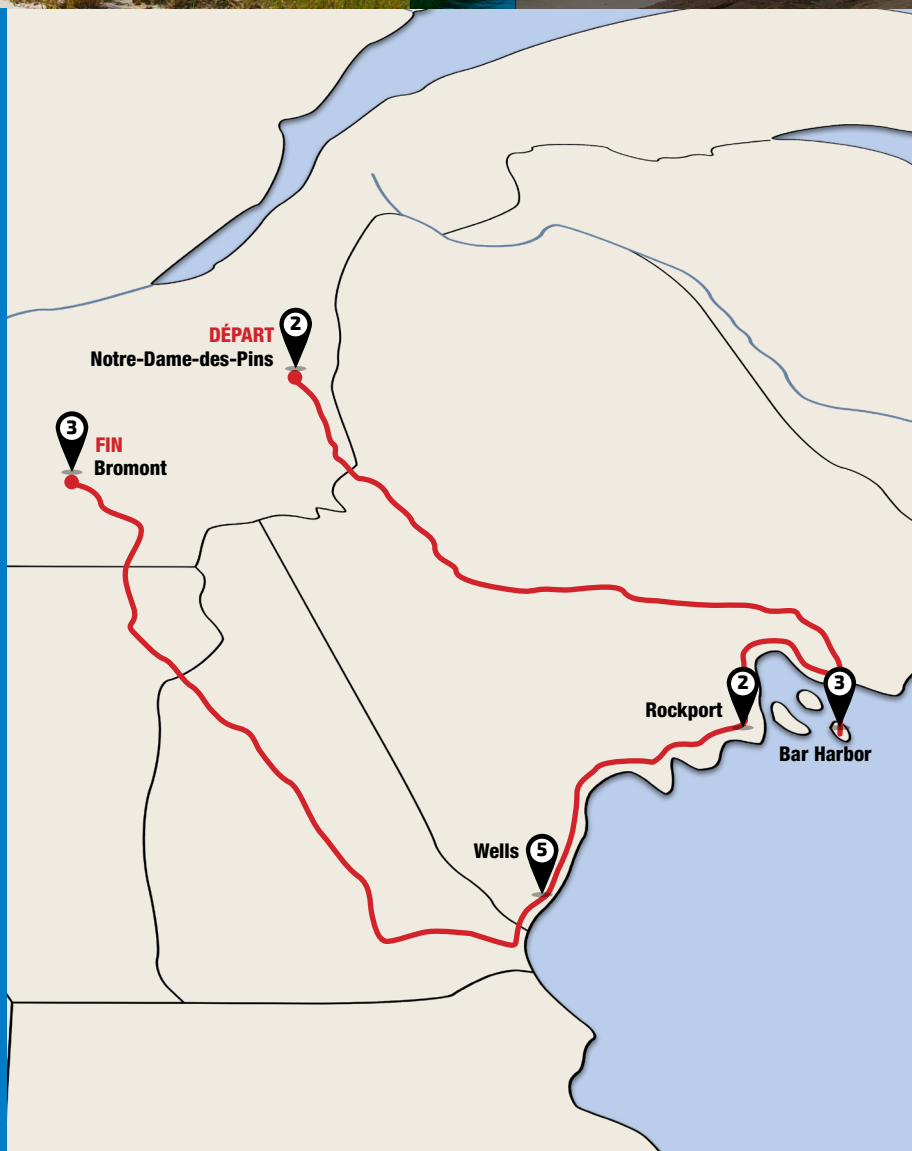 2
DÉPART
Notre-Dame-des-Pins
3
FIN
Bromont
2
Rockport
3
Bar Harbor
Wells
5